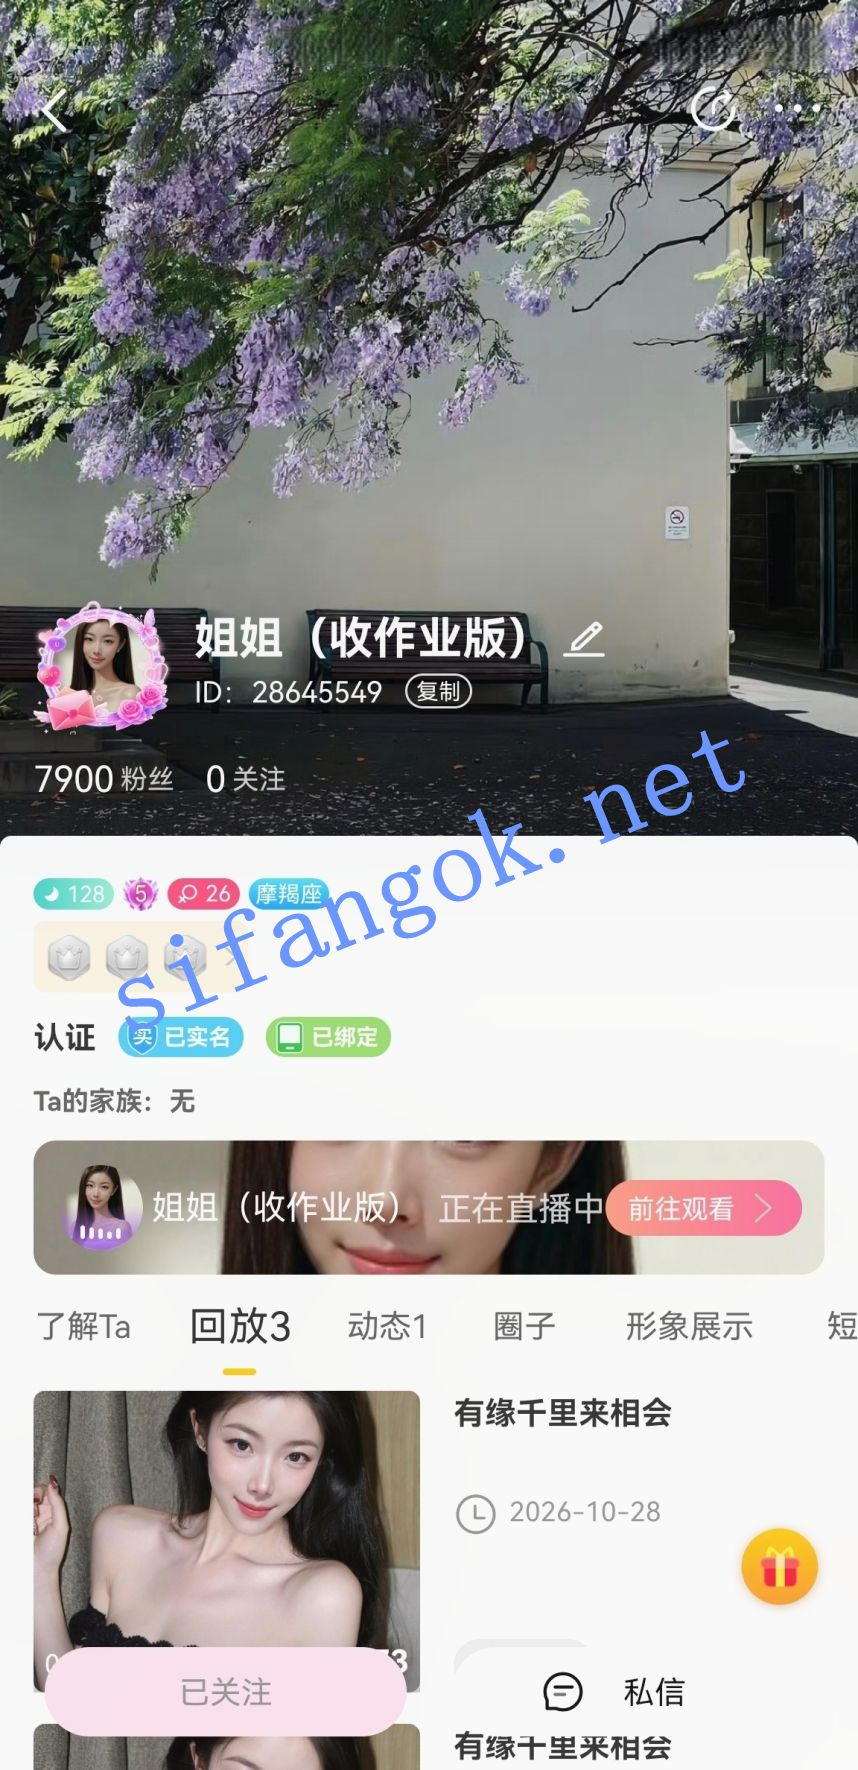 姐姐（收作业版）
ID：28645549 复制
7900 粉丝 0 关注
sifangok.net
128 5 26 摩羯座
认证 实 已实名 已绑定
Ta的家族：无
姐姐（收作业版） 正在直播中 前往观看
了解Ta 回放3 动态1 圈子 形象展示 短
有缘千里来相会
2026-10-28
已关注 私信
有缘千里来相会